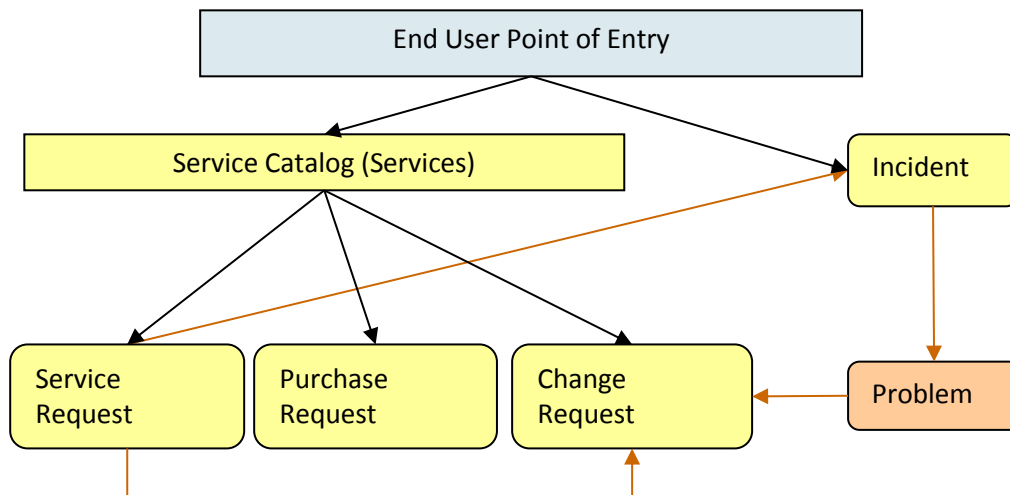 End User Point of Entry
Service Catalog (Services)
Incident
Service
Request
Purchase
Request
Change
Request
Problem